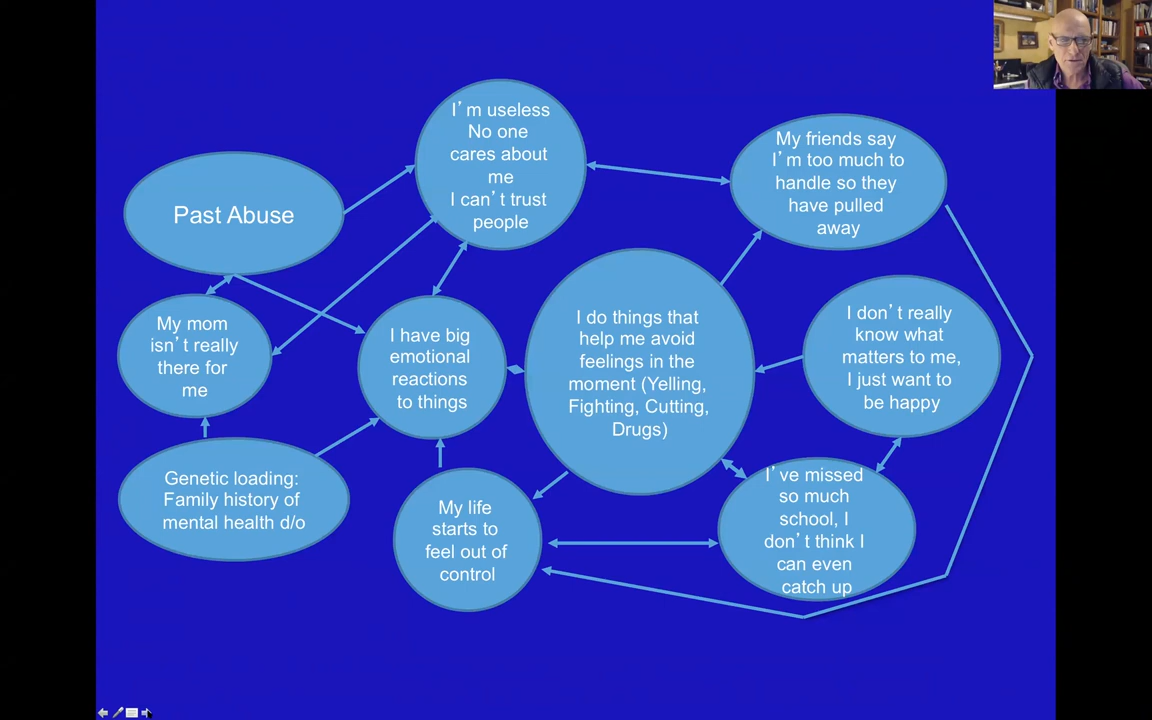 I’m useless
No one
cares about
me
I can’t trust
people
My friends say
I’m too much to
handle so they
have pulled
away
Past Abuse
My mom
isn’t really
there for
me
I have big
emotional
reactions
to things
I do things that
help me avoid
feelings in the
moment (Yelling,
Fighting, Cutting,
Drugs)
I don’t really
know what
matters to me,
I just want to
be happy
Genetic loading:
Family history of
mental health d/o
My life
starts to
feel out of
control
I’ve missed
so much
school, I
don’t think I
can even
catch up